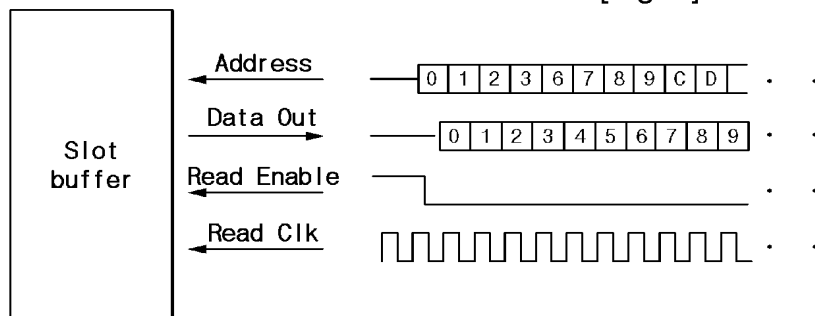 Address 0 1 2 3 6 7 8 9 C D
Data Out 0 1 2 3 4 5 6 7 8 9
Slot
buffer
Read Enable
Read Clk